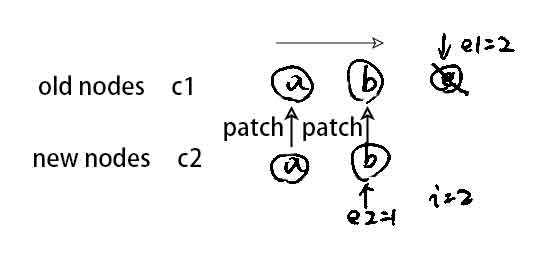 e1=2
old nodes c1 a b
patch patch
new nodes c2 a b
i=2
e2=1